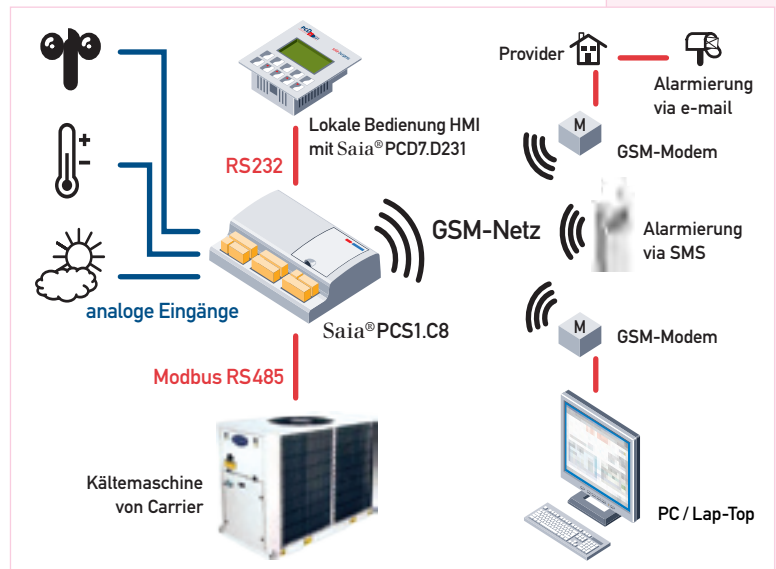 Provider
Alarmierung
via e-mail
M
GSM-Modem
Lokale Bedienung HMI
mit Saia® PCD7.D231
RS232
GSM-Netz
Alarmierung
via SMS
analoge Eingänge
Saia® PCS1.C8
M
GSM-Modem
Modbus RS485
Kältemaschine
von Carrier
PC / Lap-Top